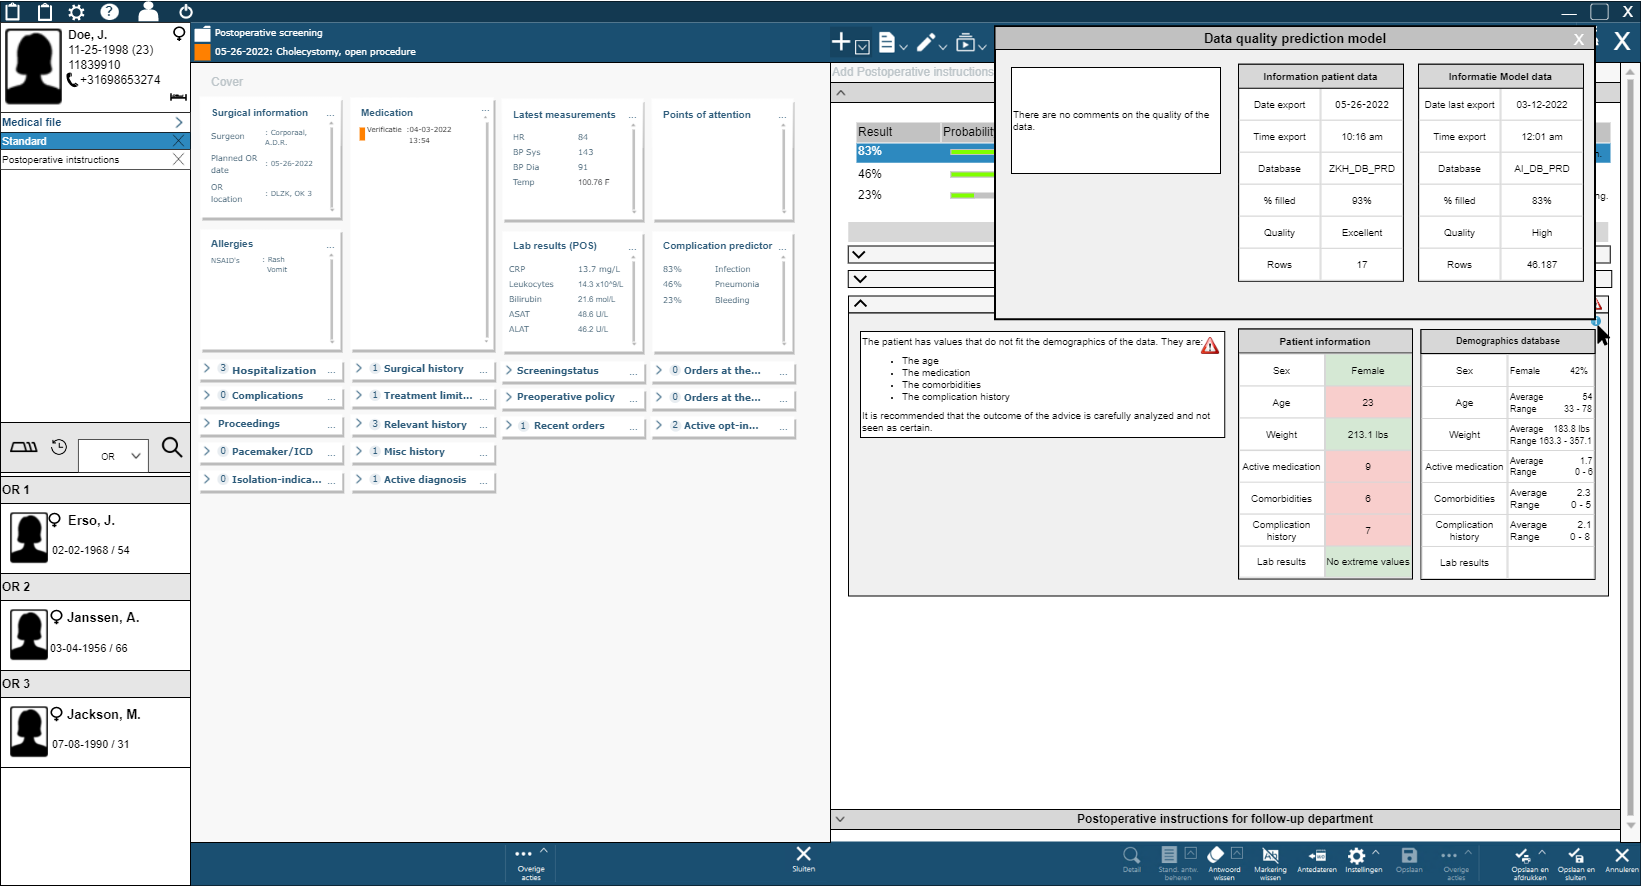 Doe, J.
11-25-1998 (23)
11839910
+31698653274
Medical file
Standard
Postoperative intstructions
OR
OR 1
Erso, J.
02-02-1968 / 54
OR 2
Janssen, A.
03-04-1956 / 66
OR 3
Jackson, M.
07-08-1990 / 31
Postoperative screening
05-26-2022: Cholecystomy, open procedure
Cover
Surgical information ...
Surgeon : Corporaal, A.D.R.
Planned OR date : 05-26-2022
OR location : DLZK, OK 3
Medication ...
Verificatie :04-03-2022
13:54
Latest measurements ...
HR 84
BP Sys 143
BP Dia 91
Temp 100.76 F
Points of attention ...
Allergies ...
NSAID's : Rash
Vomit
Lab results (POS) ...
CRP 13.7 mg/L
Leukocytes 14.3 x10^9/L
Bilirubin 21.6 mol/L
ASAT 48.6 U/L
ALAT 46.2 U/L
Complication predictor ...
83% Infection
46% Pneumonia
23% Bleeding
3 Hospitalization ...
0 Complications ...
Proceedings ...
0 Pacemaker/ICD ...
0 Isolation-indica... ...
1 Surgical history ...
1 Treatment limit... ...
3 Relevant history ...
1 Misc history ...
1 Active diagnosis ...
Screeningstatus ...
Preoperative policy ...
1 Recent orders ...
0 Orders at the... ...
0 Orders at the... ...
2 Active opt-in... ...
Add Postoperative instructions
Result Probabilit
83%
46%
23%
n.
ng.
Data quality prediction model X
There are no comments on the quality of the
data.
Information patient data
Date export 05-26-2022
Time export 10:16 am
Database ZKH_DB_PRD
% filled 93%
Quality Excellent
Rows 17
Informatie Model data
Date last export 03-12-2022
Time export 12:01 am
Database AI_DB_PRD
% filled 83%
Quality High
Rows 46.187
The patient has values that do not fit the demographics of the data. They are:
• The age
• The medication
• The comorbidities
• The complication history
It is recommended that the outcome of the advice is carefully analyzed and not
seen as certain.
Patient information
Sex Female
Age 23
Weight 213.1 lbs
Active medication 9
Comorbidities 6
Complication history 7
Lab results No extreme values
Demographics database
Sex Female 42%
Age Average 54
Range 33 - 78
Weight Average 183.8 lbs
Range 163.3 - 357.1
Active medication Average 1.7
Range 0 - 6
Comorbidities Average 2.3
Range 0 - 5
Complication history Average 2.1
Range 0 - 8
Lab results
Postoperative instructions for follow-up department
Overige acties
Sluiten
Detail
Stand. antw. beheren
Antwoord wissen
Markering wissen
Antedateren
Instellingen
Opslaan
Overige acties
Opslaan en afdrukken
Opslaan en sluiten
Annuleren